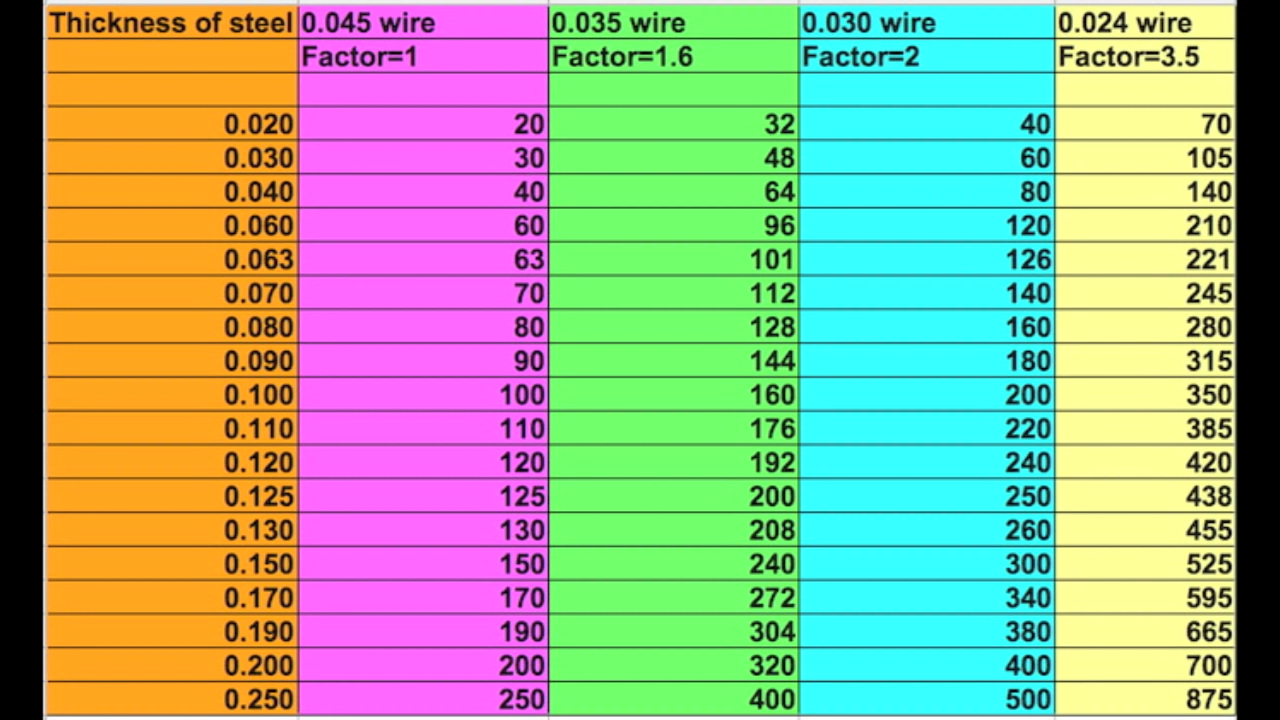 Thickness of steel 0.045 wire 0.035 wire 0.030 wire 0.024 wire
Factor=1 Factor=1.6 Factor=2 Factor=3.5
0.020 20 32 40 70
0.030 30 48 60 105
0.040 40 64 80 140
0.060 60 96 120 210
0.063 63 101 126 221
0.070 70 112 140 245
0.080 80 128 160 280
0.090 90 144 180 315
0.100 100 160 200 350
0.110 110 176 220 385
0.120 120 192 240 420
0.125 125 200 250 438
0.130 130 208 260 455
0.150 150 240 300 525
0.170 170 272 340 595
0.190 190 304 380 665
0.200 200 320 400 700
0.250 250 400 500 875